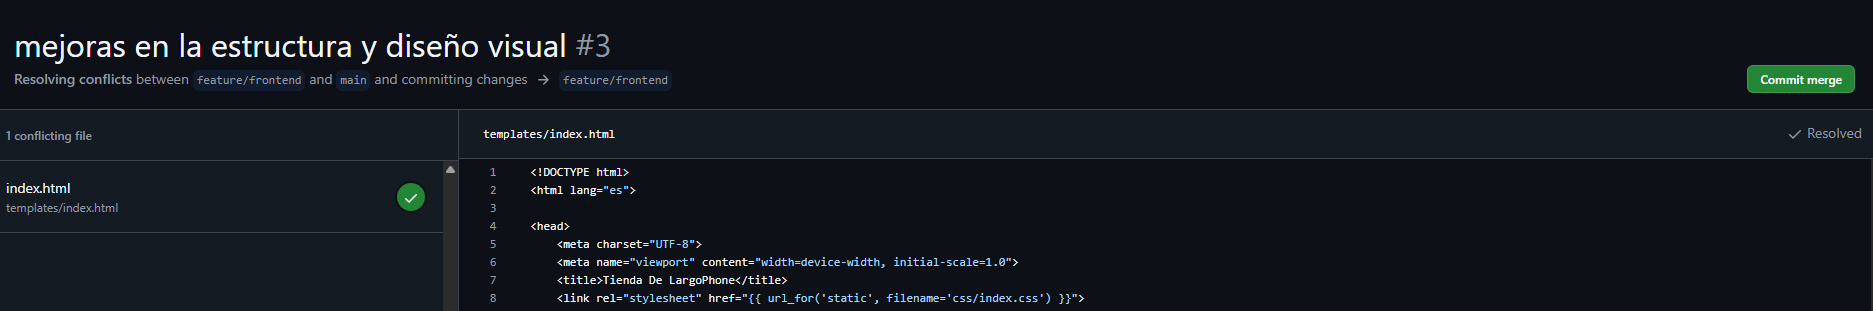 mejoras en la estructura y diseño visual #3
Resolving conflicts between feature/frontend and main and committing changes → feature/frontend
Commit merge
1 conflicting file
templates/index.html
Resolved
index.html
templates/index.html
1 <!DOCTYPE html>
2 <html lang="es">
3
4 <head>
5 <meta charset="UTF-8">
6 <meta name="viewport" content="width=device-width, initial-scale=1.0">
7 <title>Tienda De LargoPhone</title>
8 <link rel="stylesheet" href="{{ url_for('static', filename='css/index.css') }}">